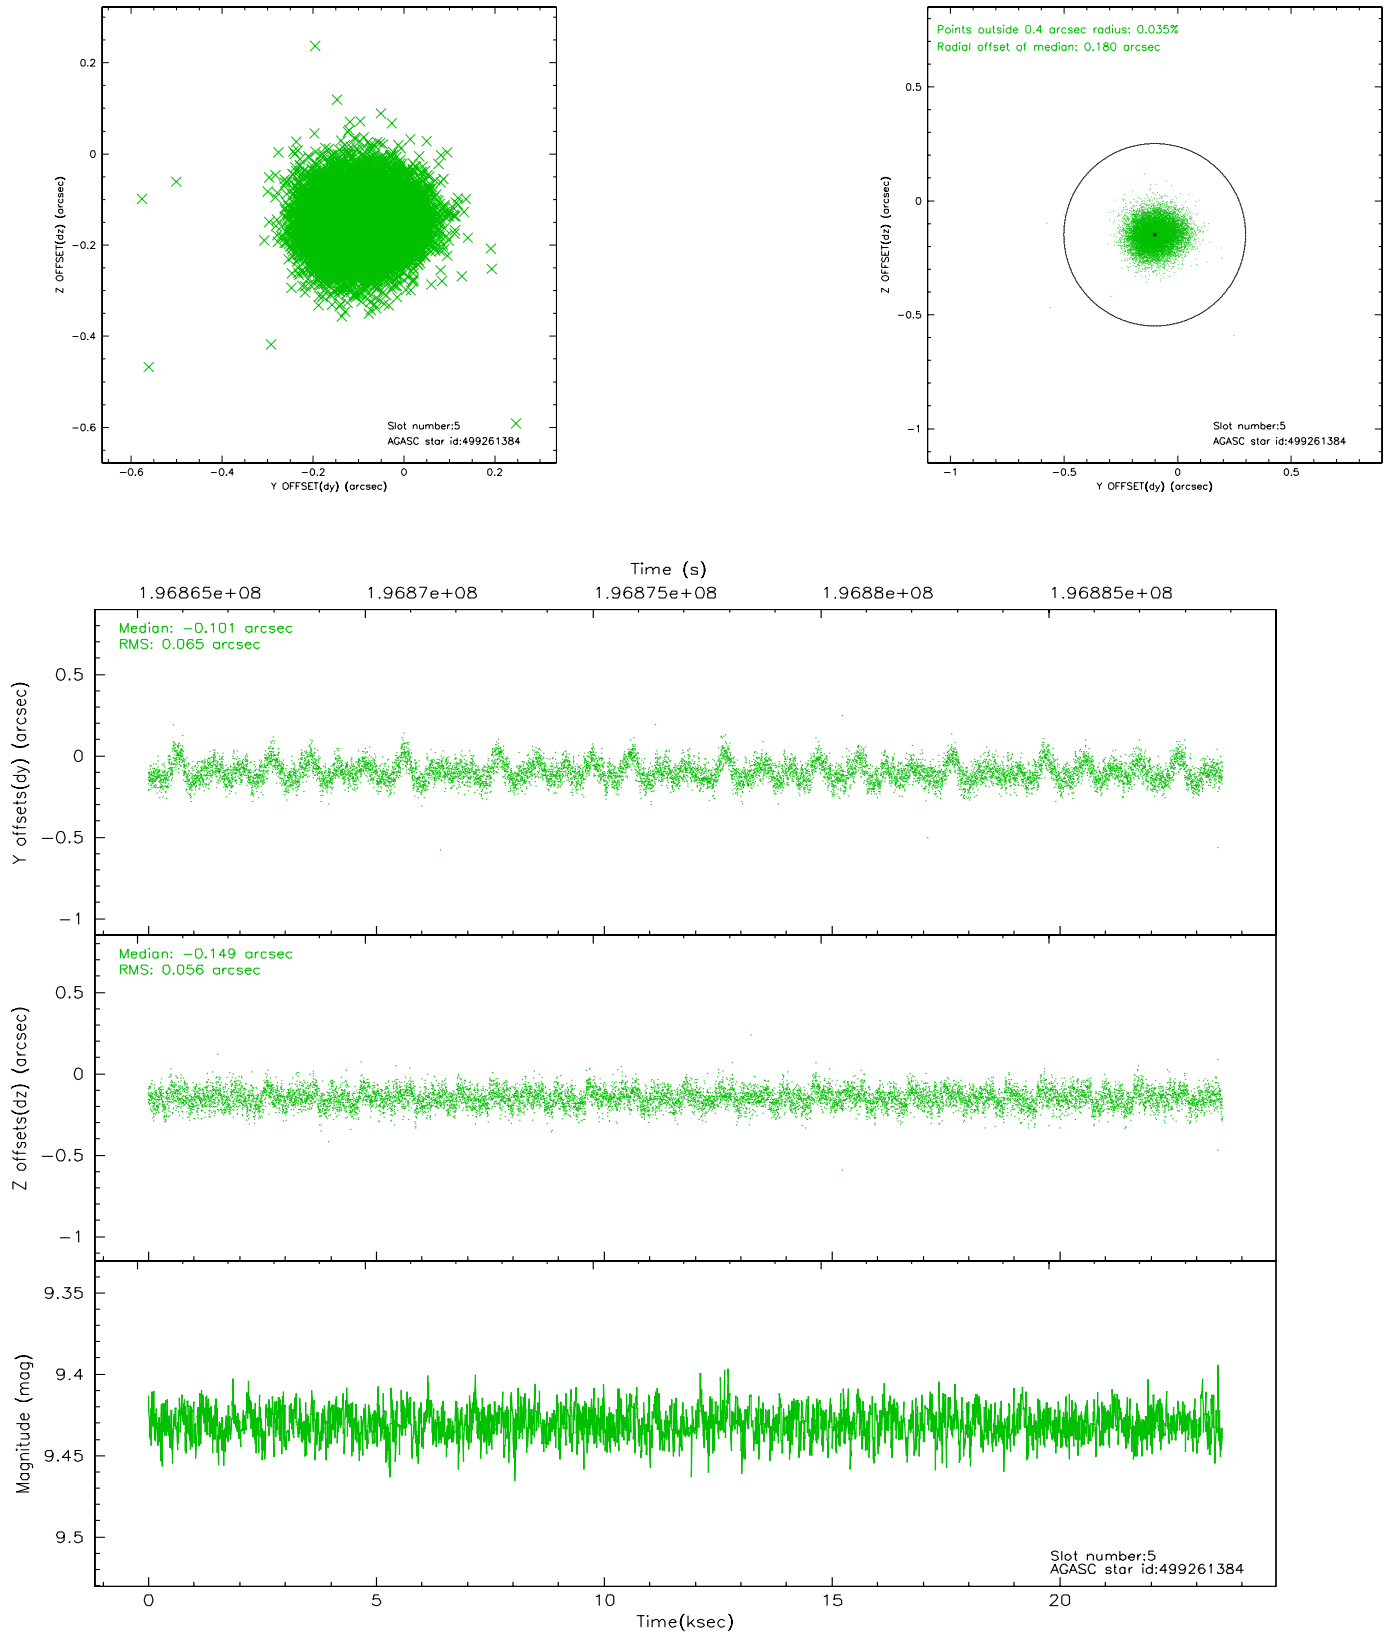 0.2
0
−0.2
−0.4
−0.6
Z OFFSET(dz) (arcsec)
Slot number:5
AGASC star id:499261384
−0.6
−0.4
−0.2
0
0.2
Y OFFSET(dy) (arcsec)
Points outside 0.4 arcsec radius: 0.035%
Radial offset of median: 0.180 arcsec
0.5
0
−0.5
−1
Z OFFSET(dz) (arcsec)
Slot number:5
AGASC star id:499261384
−1
−0.5
0
0.5
Y OFFSET(dy) (arcsec)
Time (s)
1.96865e+08
1.9687e+08
1.96875e+08
1.9688e+08
1.96885e+08
Median: −0.101 arcsec
RMS: 0.065 arcsec
0.5
0
−0.5
−1
Y offsets(dy) (arcsec)
Median: −0.149 arcsec
RMS: 0.056 arcsec
0.5
0
−0.5
−1
Z offsets(dz) (arcsec)
9.35
9.4
9.45
9.5
Magnitude (mag)
Slot number:5
AGASC star id:499261384
0
5
10
15
20
Time(ksec)